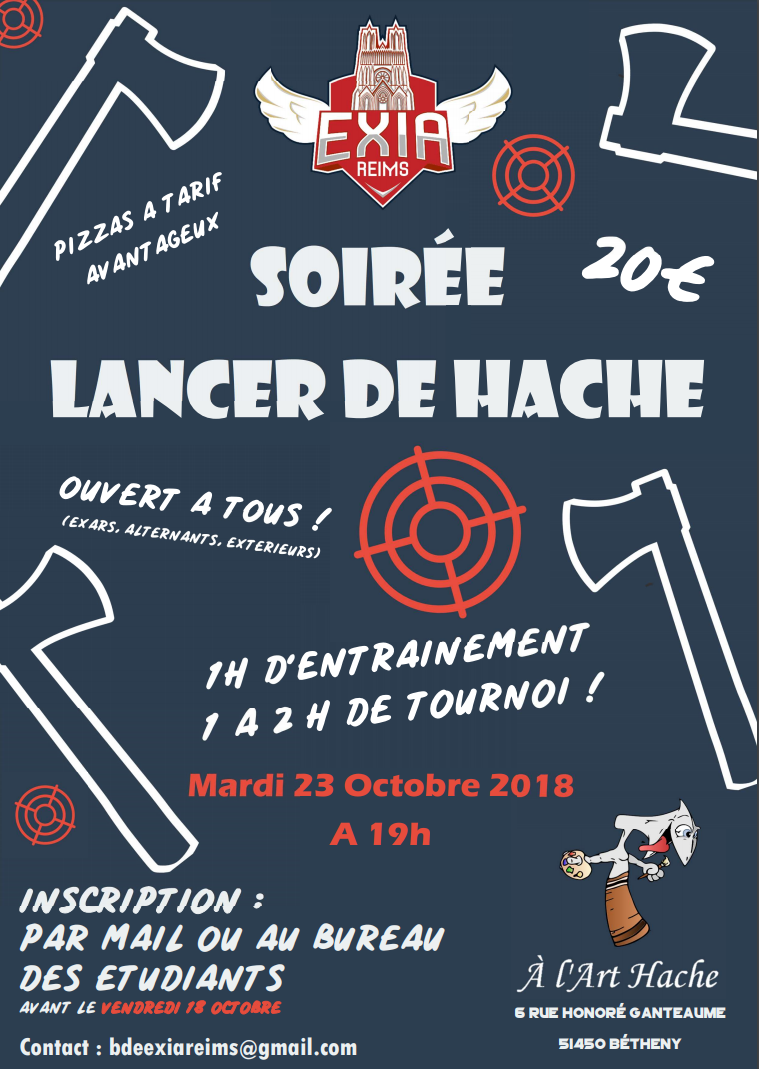 EXIA
REIMS
PIZZAS A TARIF
AVANTAGEUX
SOIRÉE
20€
LANCER DE HACHE
OUVERT A TOUS !
(EXARS, ALTERNANTS, EXTERIEURS)
1H D'ENTRAINEMENT
1 A 2 H DE TOURNOI !
Mardi 23 Octobre 2018
A 19h
INSCRIPTION :
PAR MAIL OU AU BUREAU
DES ETUDIANTS
AVANT LE VENDREDI 18 OCTOBRE
Contact : bdeexiareims@gmail.com
À l'Art Hache
6 RUE HONORÉ GANTEAUME
51450 BÉTHENY